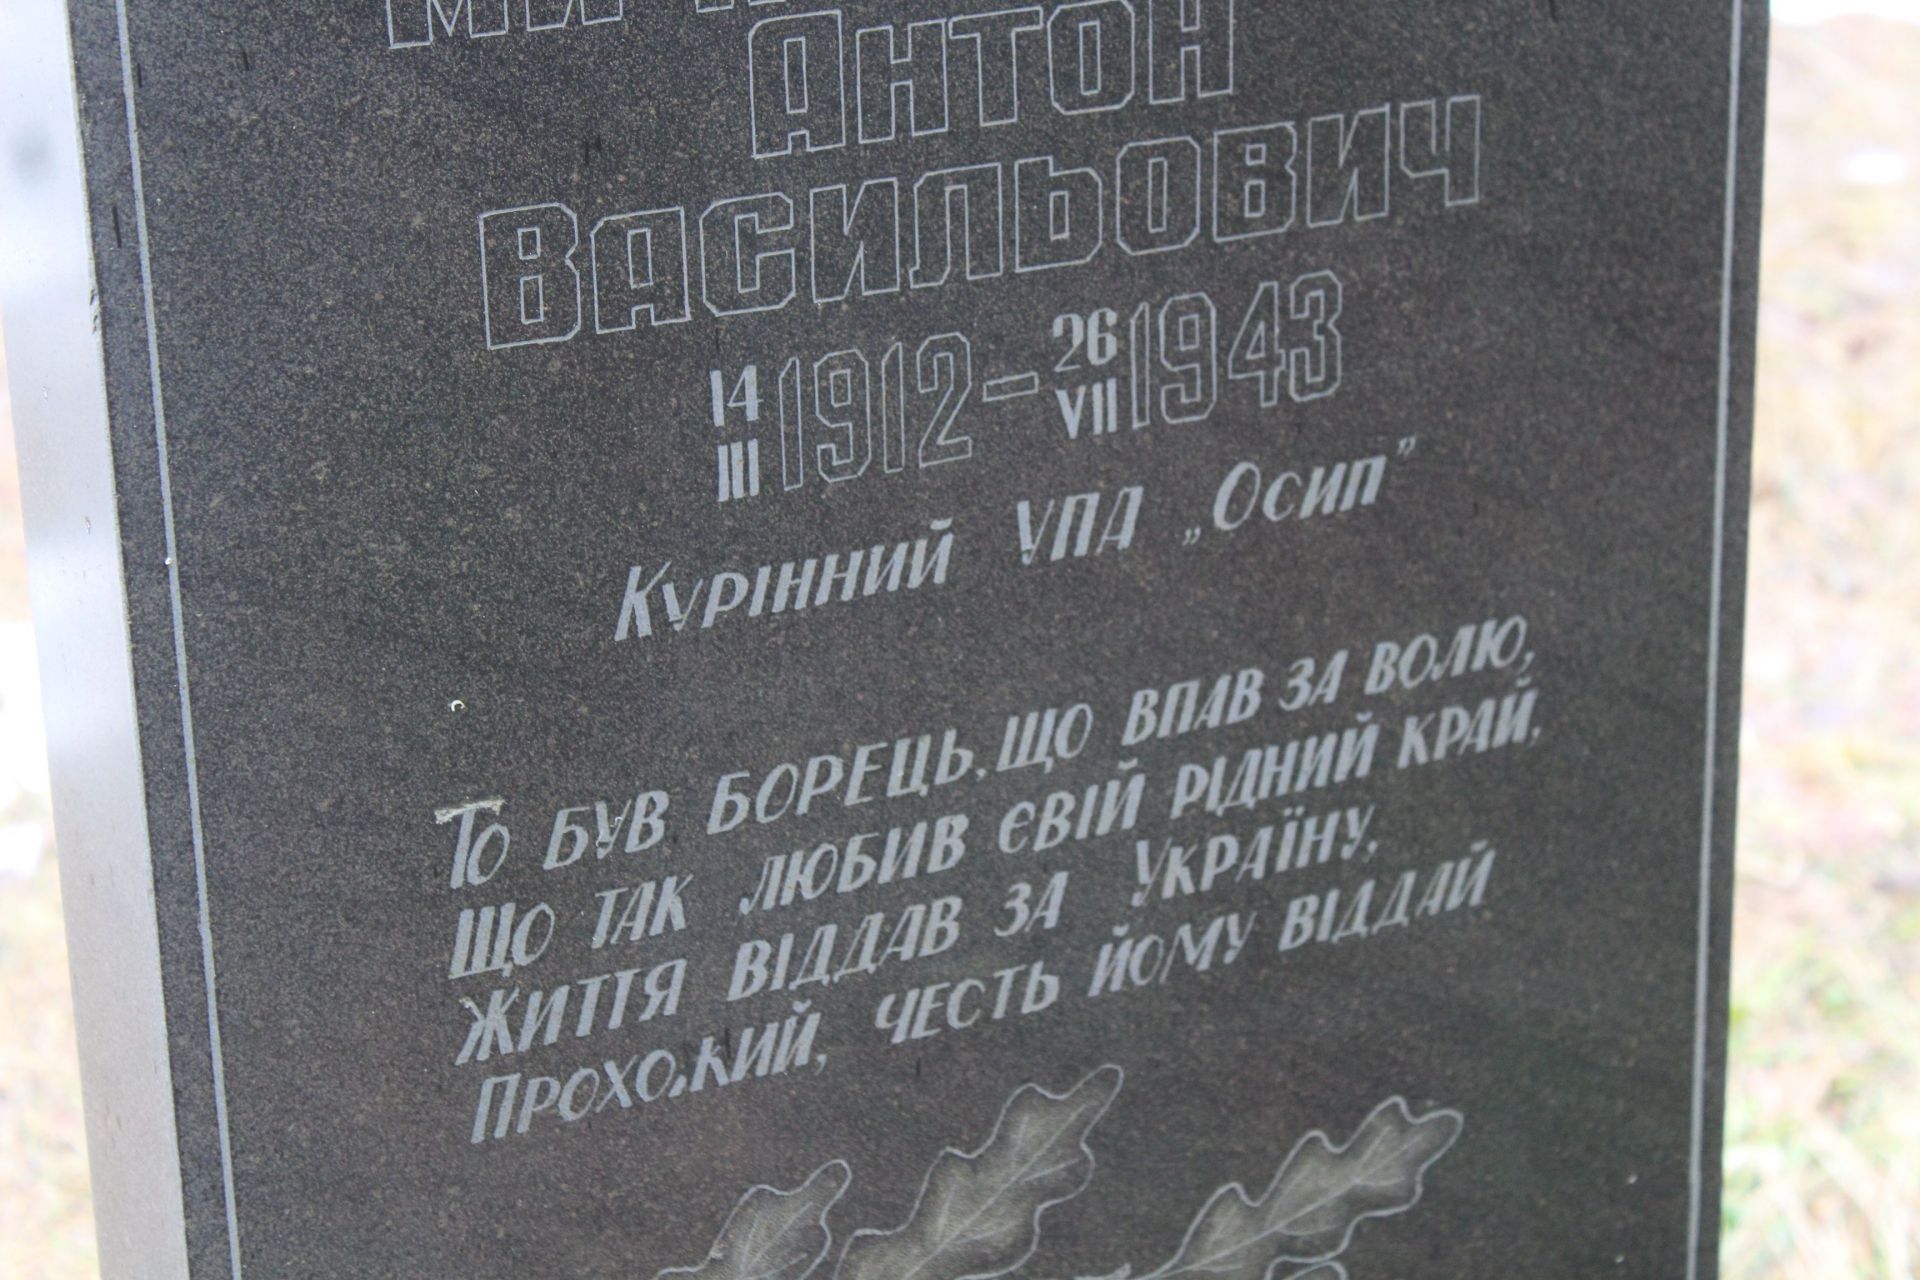 Антон
Васильович
14 III 1912 – 26 VII 1943
Курінний УПА „Осип”
То був борець, що впав за волю,
Що так любив євій рідний край,
Життя віддав за Україну,
Прохожий, честь йому віддай